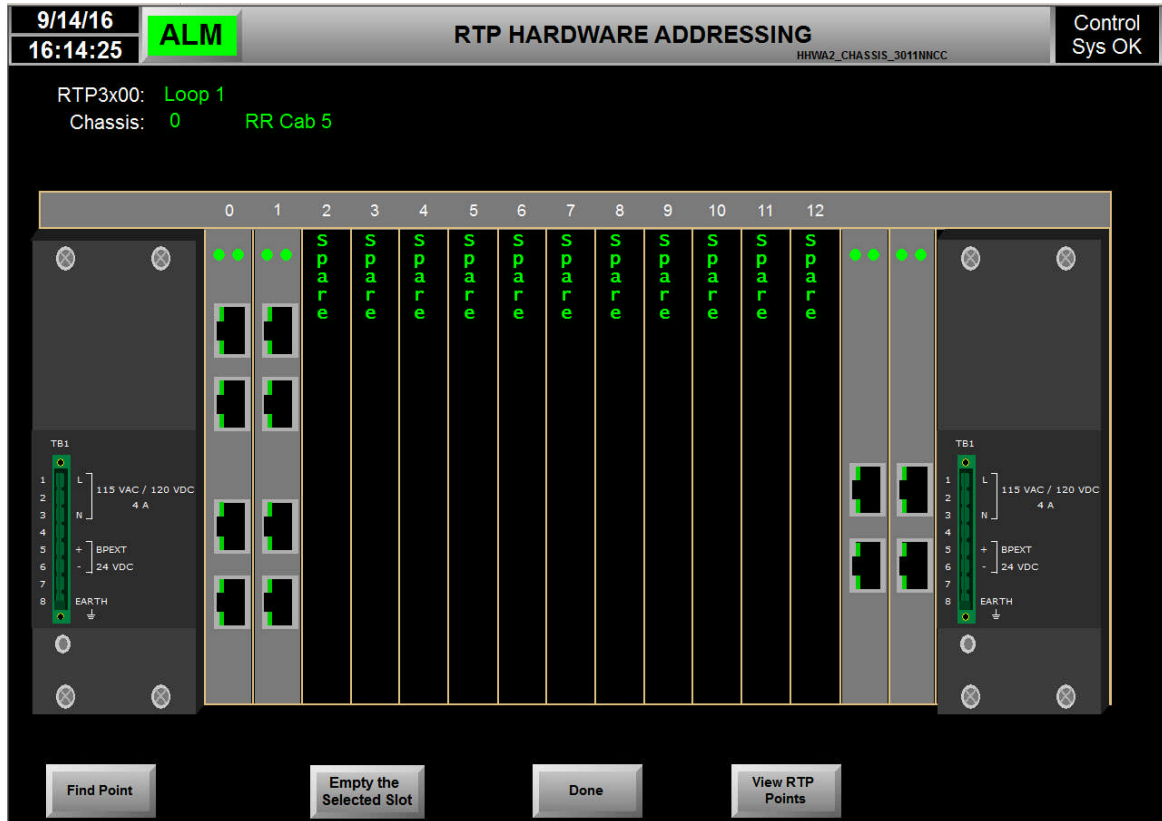 9/14/16
16:14:25
ALM
RTP HARDWARE ADDRESSING
HHWA2_CHASSIS_3011NNCC
Control
Sys OK
RTP3x00: Loop 1
Chassis: 0 RR Cab 5
0 1 2 3 4 5 6 7 8 9 10 11 12
Spare Spare Spare Spare Spare Spare Spare Spare Spare Spare Spare
TB1
1 L
2 115 VAC / 120 VDC
4 A
3 N
4
5 + BPEXT
6 - 24 VDC
7
8 EARTH
TB1
1 L
2 115 VAC / 120 VDC
4 A
3 N
4
5 + BPEXT
6 - 24 VDC
7
8 EARTH
Find Point
Empty the
Selected Slot
Done
View RTP
Points